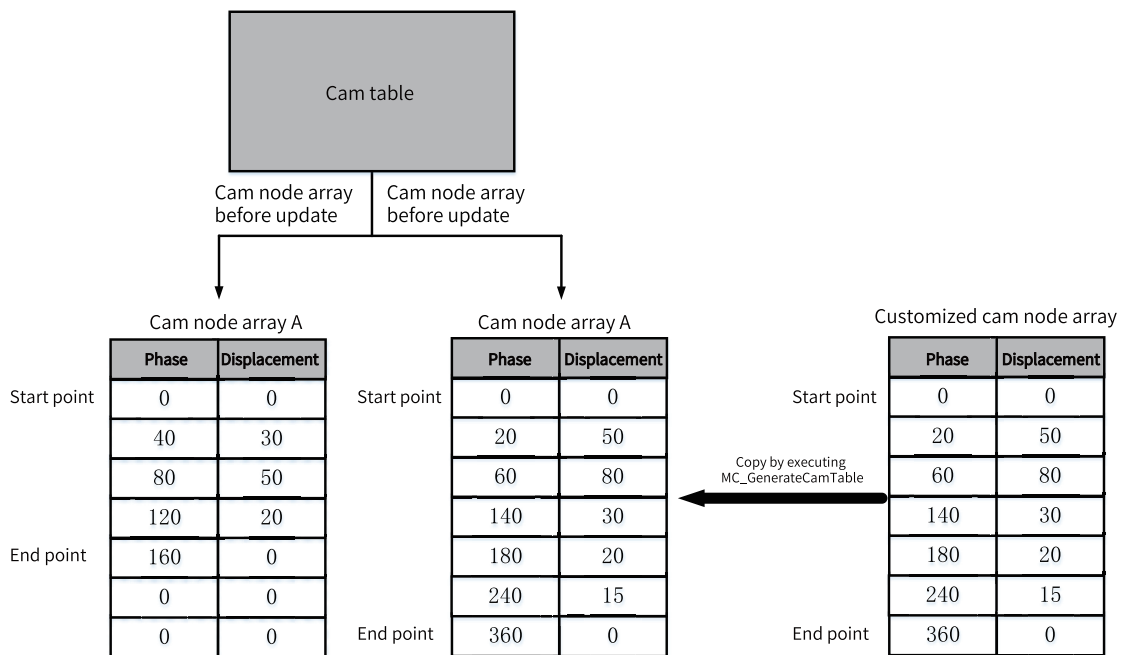 Cam table
Cam node array
before update
Cam node array
before update
Cam node array A
Phase Displacement
Start point 0 0
40 30
80 50
120 20
End point 160 0
0 0
0 0
Cam node array A
Phase Displacement
Start point 0 0
20 50
60 80
140 30
180 20
240 15
End point 360 0
Copy by executing
MC_GenerateCamTable
Customized cam node array
Phase Displacement
Start point 0 0
20 50
60 80
140 30
180 20
240 15
End point 360 0